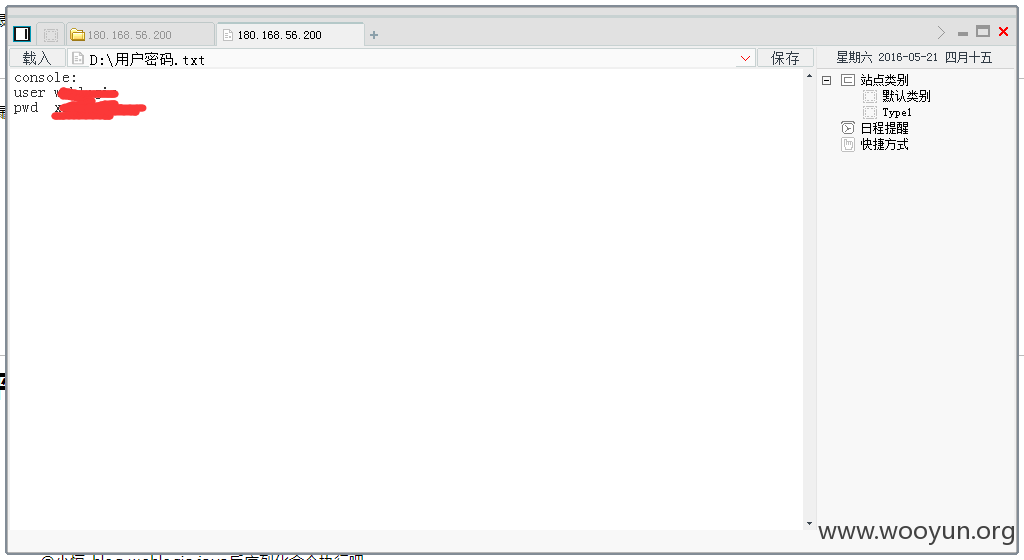 180.168.56.200
180.168.56.200
载入
D:\用户密码.txt
保存
星期六 2016-05-21 四月十五
console:
user
pwd
站点类别
默认类别
Type1
日程提醒
快捷方式
www.wooyun.org